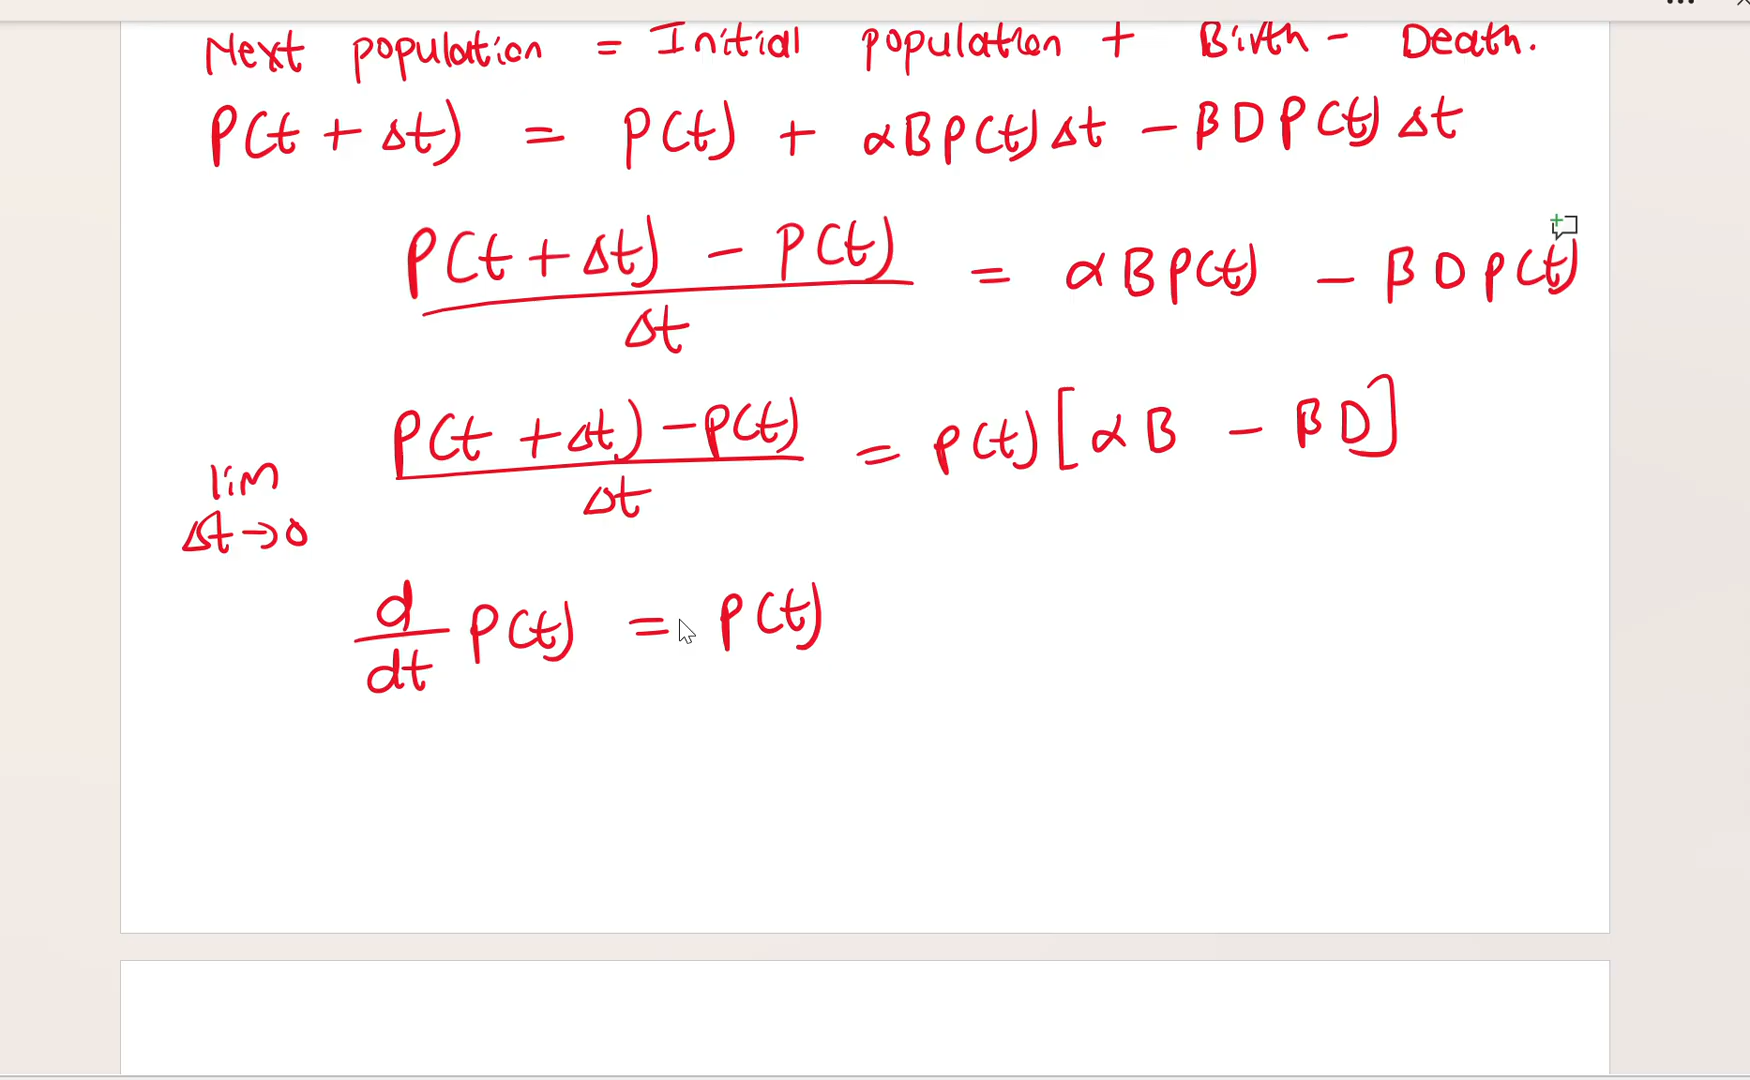 Next population = Initial population + Birth - Death.
P(t + Δt) = P(t) + αBP(t)Δt - βDP(t)Δt
P(t+Δt) - P(t) / Δt = αBP(t) - βDP(t)
lim Δt→0 P(t+Δt)-P(t) / Δt = P(t)[αB - βD]
d/dt P(t) = P(t)